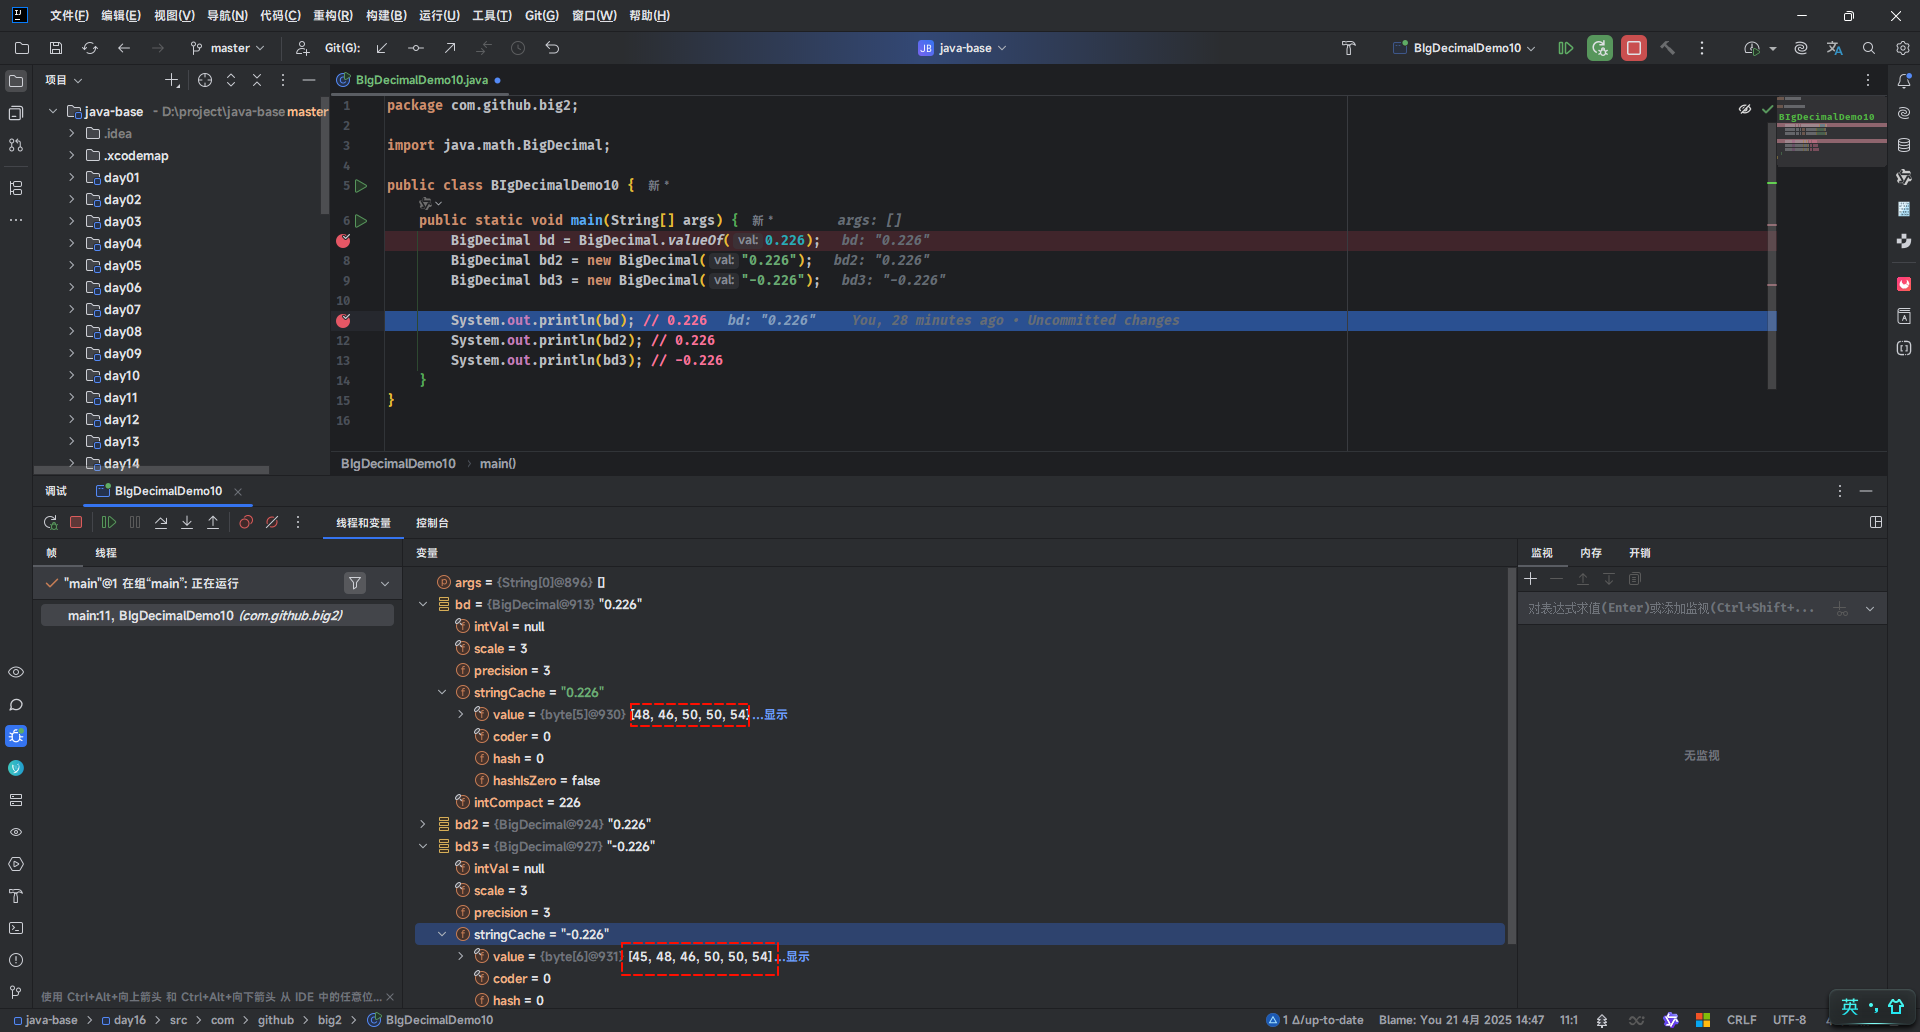 文件(F) 编辑(E) 视图(V) 导航(N) 代码(C) 重构(R) 构建(B) 运行(U) 工具(T) Git(G) 窗口(W) 帮助(H)
master Git(G): JB java-base BIgDecimalDemo10
项目
java-base - D:\project\java-base master
.idea
.xcodemap
day01
day02
day03
day04
day05
day06
day07
day08
day09
day10
day11
day12
day13
day14
BIgDecimalDemo10.java
1 package com.github.big2;
2
3 import java.math.BigDecimal;
4
5 public class BIgDecimalDemo10 { 新 *
6 public static void main(String[] args) { 新 * args: []
BigDecimal bd = BigDecimal.valueOf( val: 0.226); bd: "0.226"
8 BigDecimal bd2 = new BigDecimal( val: "0.226"); bd2: "0.226"
9 BigDecimal bd3 = new BigDecimal( val: "-0.226"); bd3: "-0.226"
10
System.out.println(bd); // 0.226 bd: "0.226" You, 28 minutes ago • Uncommitted changes
12 System.out.println(bd2); // 0.226
13 System.out.println(bd3); // -0.226
14 }
15 }
16
BIgDecimalDemo10
BIgDecimalDemo10 > main()
调试 BIgDecimalDemo10
线程和变量 控制台
帧 线程
"main"@1 在组"main": 正在运行
main:11, BIgDecimalDemo10 (com.github.big2)
变量
args = {String[0]@896} []
bd = {BigDecimal@913} "0.226"
intVal = null
scale = 3
precision = 3
stringCache = "0.226"
value = {byte[5]@930} [48, 46, 50, 50, 54] ...显示
coder = 0
hash = 0
hashIsZero = false
intCompact = 226
bd2 = {BigDecimal@924} "0.226"
bd3 = {BigDecimal@927} "-0.226"
intVal = null
scale = 3
precision = 3
stringCache = "-0.226"
value = {byte[6]@931} [45, 48, 46, 50, 50, 54] ...显示
coder = 0
hash = 0
监视 内存 开销
对表达式求值(Enter)或添加监视(Ctrl+Shift+...
无监视
使用 Ctrl+Alt+向上箭头 和 Ctrl+Alt+向下箭头 从 IDE 中的任意位...
java-base > day16 > src > com > github > big2 > BIgDecimalDemo10
1 Δ/up-to-date Blame: You 21 4月 2025 14:47 11:1 CRLF UTF-8
英